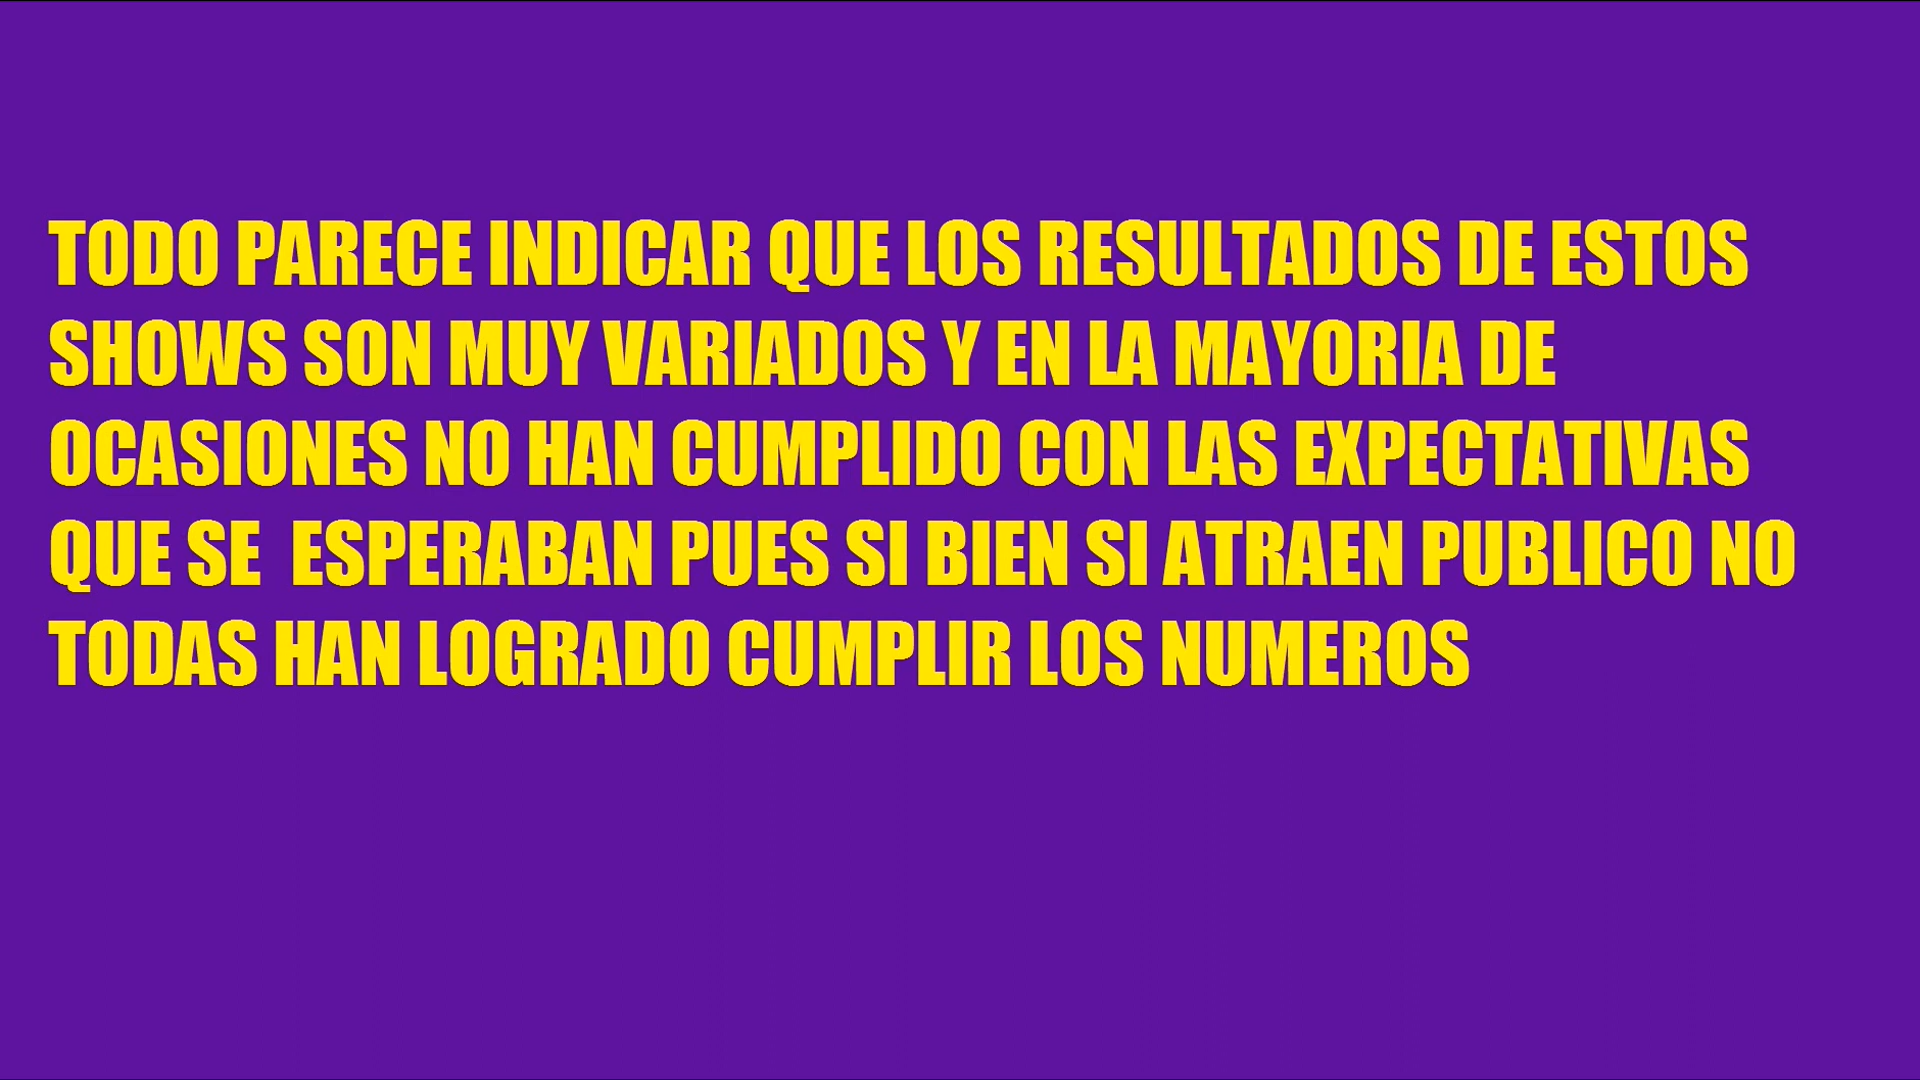 TODO PARECE INDICAR QUE LOS RESULTADOS DE ESTOS
SHOWS SON MUY VARIADOS Y EN LA MAYORIA DE
OCASIONES NO HAN CUMPLIDO CON LAS EXPECTATIVAS
QUE SE  ESPERABAN PUES SI BIEN SI ATRAEN PUBLICO NO
TODAS HAN LOGRADO CUMPLIR LOS NUMEROS